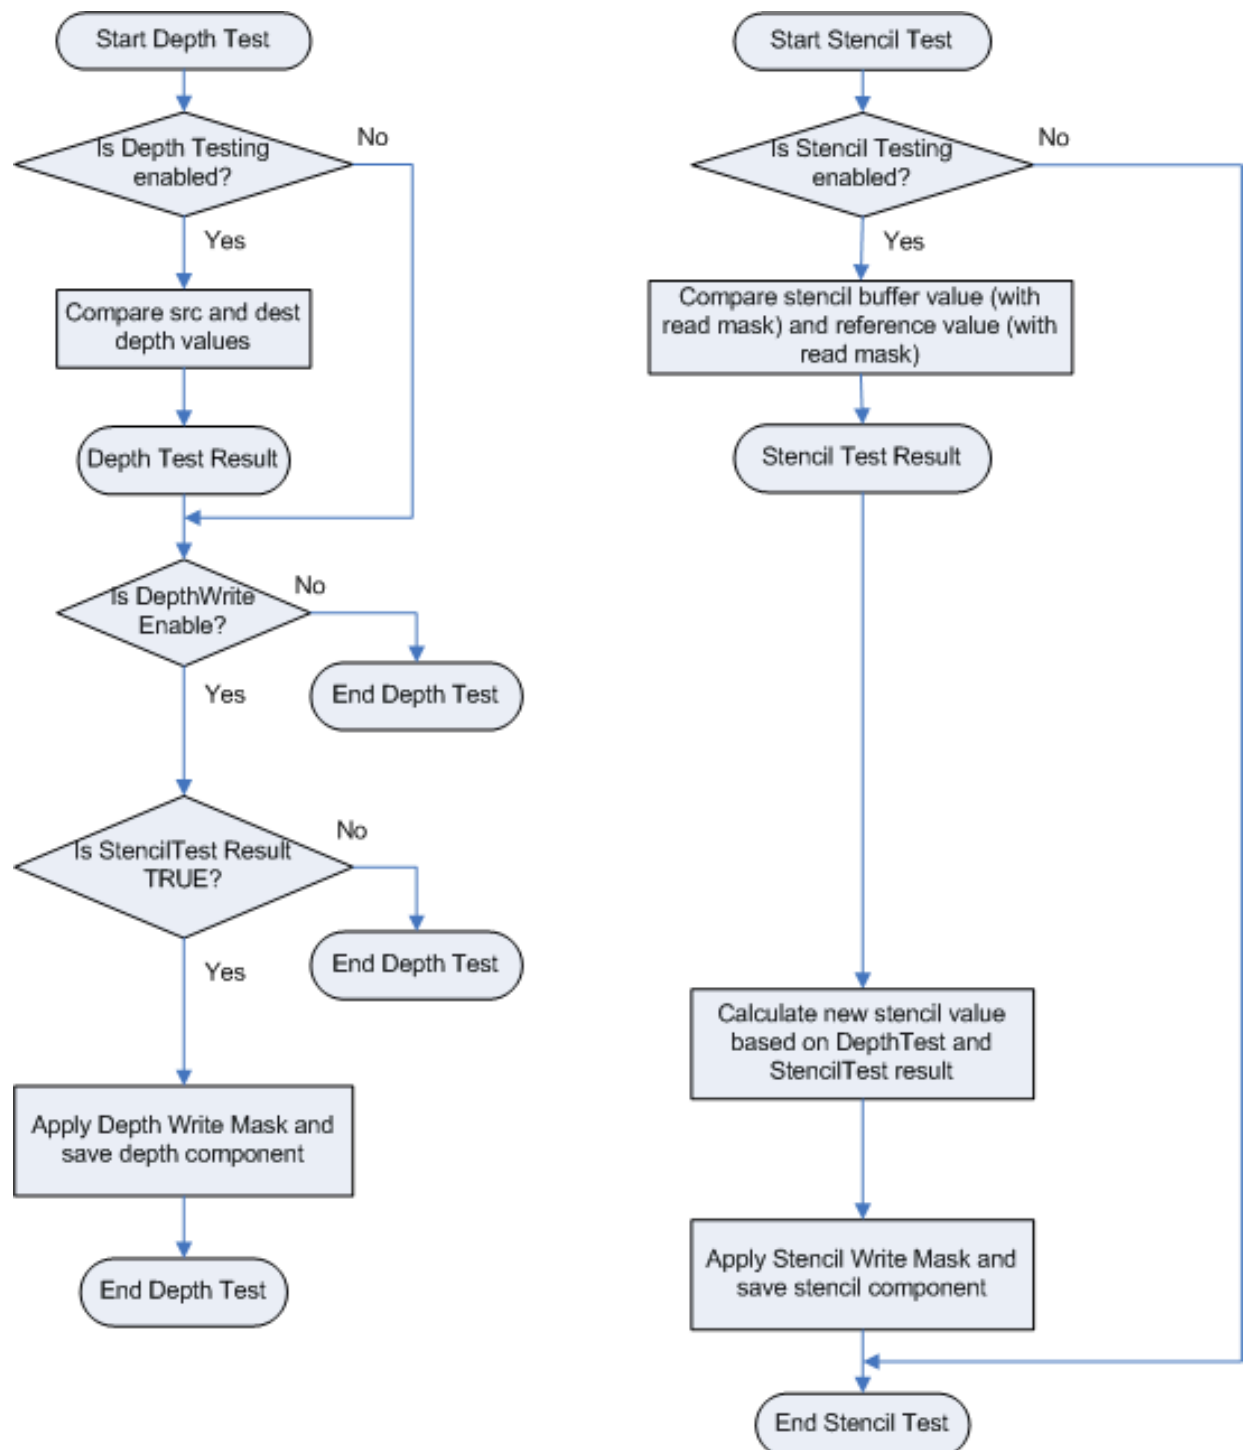 Start Depth Test
Is Depth Testing
enabled?
No
Yes
Compare src and dest
depth values
Depth Test Result
Is DepthWrite
Enable?
No
End Depth Test
Yes
Is StencilTest Result
TRUE?
No
End Depth Test
Yes
Apply Depth Write Mask and
save depth component
End Depth Test
Start Stencil Test
Is Stencil Testing
enabled?
No
Yes
Compare stencil buffer value (with
read mask) and reference value (with
read mask)
Stencil Test Result
Calculate new stencil value
based on DepthTest and
StencilTest result
Apply Stencil Write Mask and
save stencil component
End Stencil Test